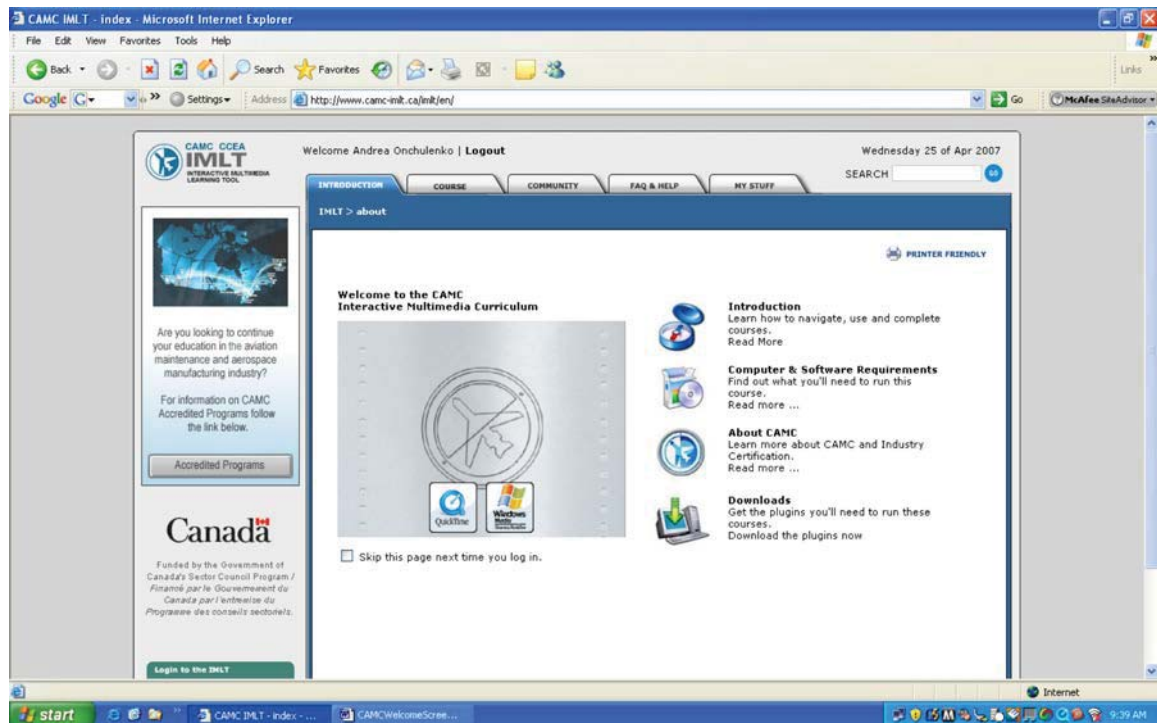 CAMC IMLT - index - Microsoft Internet Explorer
File Edit View Favorites Tools Help
Back Search Favorites Links
Google G Settings Address http://www.camc-imlt.ca/imlt/en/ Go McAfee SiteAdvisor
CAMC CCEA
IMLT
INTERACTIVE MULTIMEDIA
LEARNING TOOL
Welcome Andrea Onchulenko | Logout
Wednesday 25 of Apr 2007
SEARCH GO
INTRODUCTION COURSE COMMUNITY FAQ & HELP MY STUFF
IMLT > about
PRINTER FRIENDLY
Are you looking to continue
your education in the aviation
maintenance and aerospace
manufacturing industry?
For information on CAMC
Accredited Programs follow
the link below.
Accredited Programs
Canada
Funded by the Government of
Canada's Sector Council Program /
Financé par le Gouvernement du
Canada par l'entremise du
Programme des conseils sectoriels.
Login to the IMLT
Welcome to the CAMC
Interactive Multimedia Curriculum
QuickTime
Windows
Media
Skip this page next time you log in.
Introduction
Learn how to navigate, use and complete
courses.
Read More
Computer & Software Requirements
Find out what you'll need to run this
course.
Read more ...
About CAMC
Learn more about CAMC and Industry
Certification.
Read more ...
Downloads
Get the plugins you'll need to run these
courses.
Download the plugins now
Internet
start CAMC IMLT - index - ... CAMCWelcomeScree... 9:39 AM